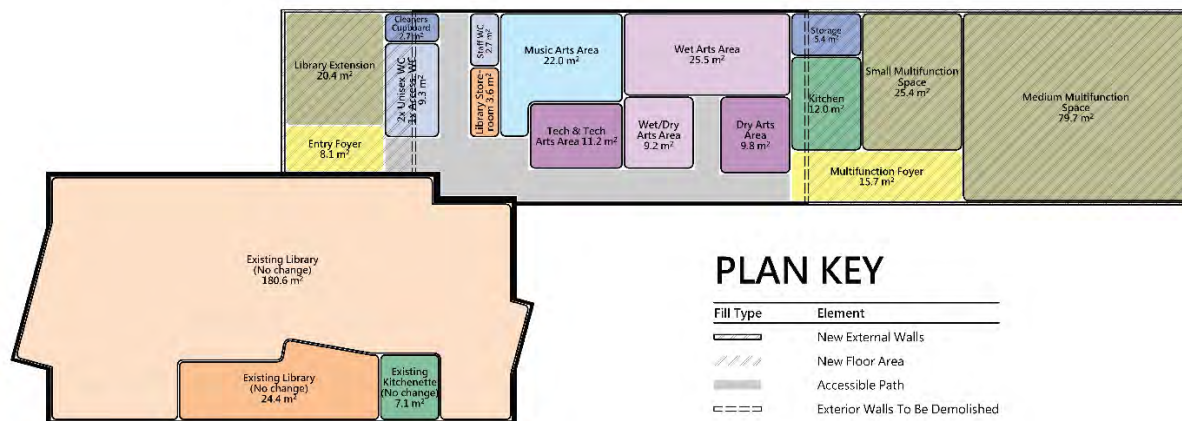 Cleaners
Cupboard
2.7 m²
Library Extension
20.4 m²
2x Unisex WC
1x Access. WC
9.3 m²
Entry Foyer
8.1 m²
Staff WC
2.7 m²
Library Store-
room 3.6 m²
Music Arts Area
22.0 m²
Tech & Tech
Arts Area 11.2 m²
Wet Arts Area
25.5 m²
Wet/Dry
Arts Area
9.2 m²
Dry Arts
Area
9.8 m²
Storage
5.4 m²
Kitchen
12.0 m²
Small Multifunction
Space
25.4 m²
Medium Multifunction
Space
79.7 m²
Multifunction Foyer
15.7 m²
Existing Library
(No change)
180.6 m²
Existing Library
(No change)
24.4 m²
Existing
Kitchenette
(No change)
7.1 m²
PLAN KEY
Fill Type Element
New External Walls
New Floor Area
Accessible Path
Exterior Walls To Be Demolished